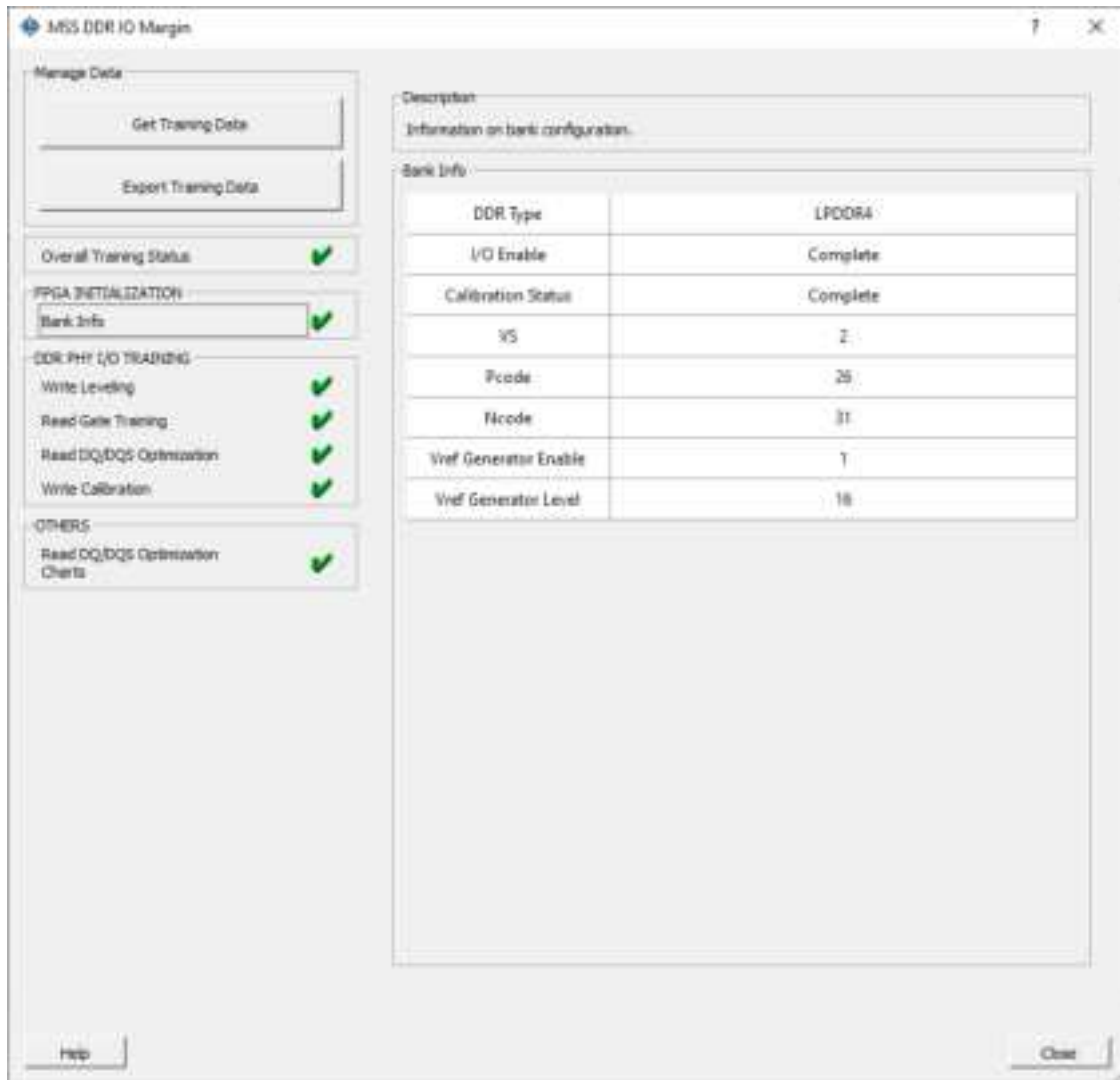 MSS DDR IO Margin
? ×
Manage Data
Get Training Data
Export Training Data
Overall Training Status
FPGA INITIALIZATION
Bank Info
DDR PHY I/O TRAINING
Write Leveling
Read Gate Training
Read DQ/DQS Optimization
Write Calibration
OTHERS
Read DQ/DQS Optimization
Charts
Description
Information on bank configuration.
Bank Info
DDR Type LPDDR4
I/O Enable Complete
Calibration Status Complete
VS 2
Pcode 26
Ncode 31
Vref Generator Enable 1
Vref Generator Level 16
Help
Close